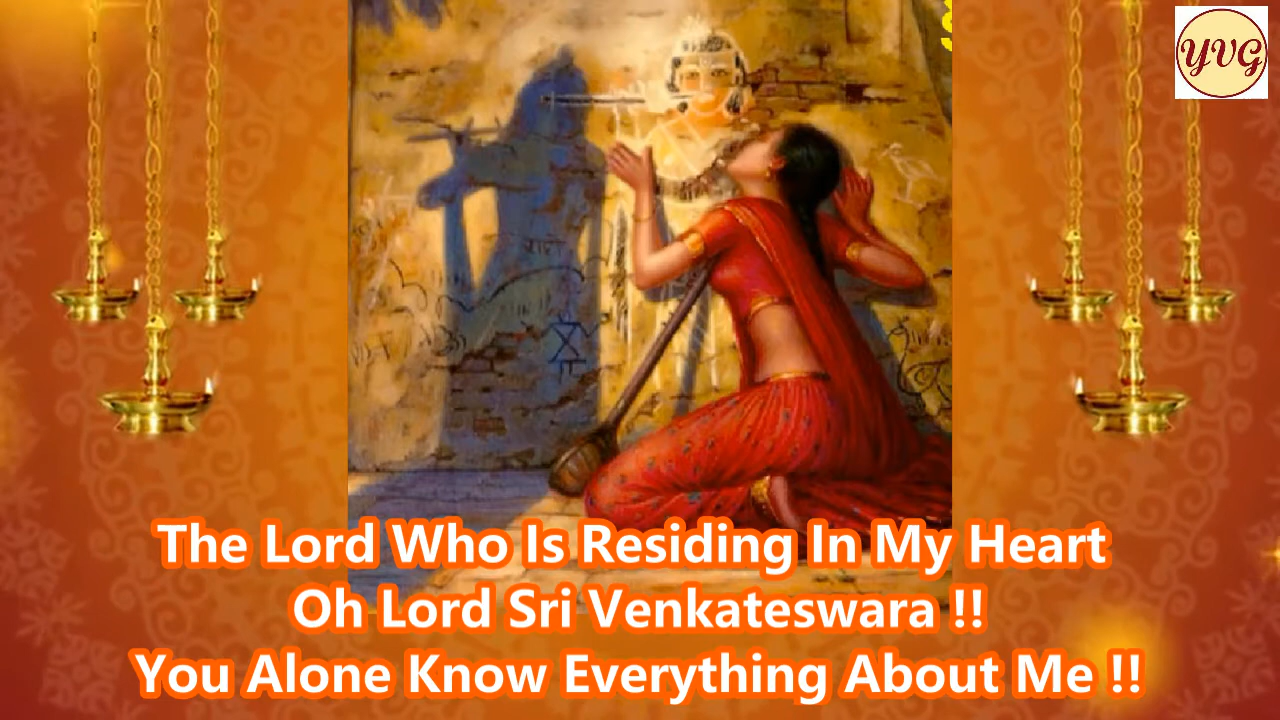 YVG
The Lord Who Is Residing In My Heart
Oh Lord Sri Venkateswara !!
You Alone Know Everything About Me !!